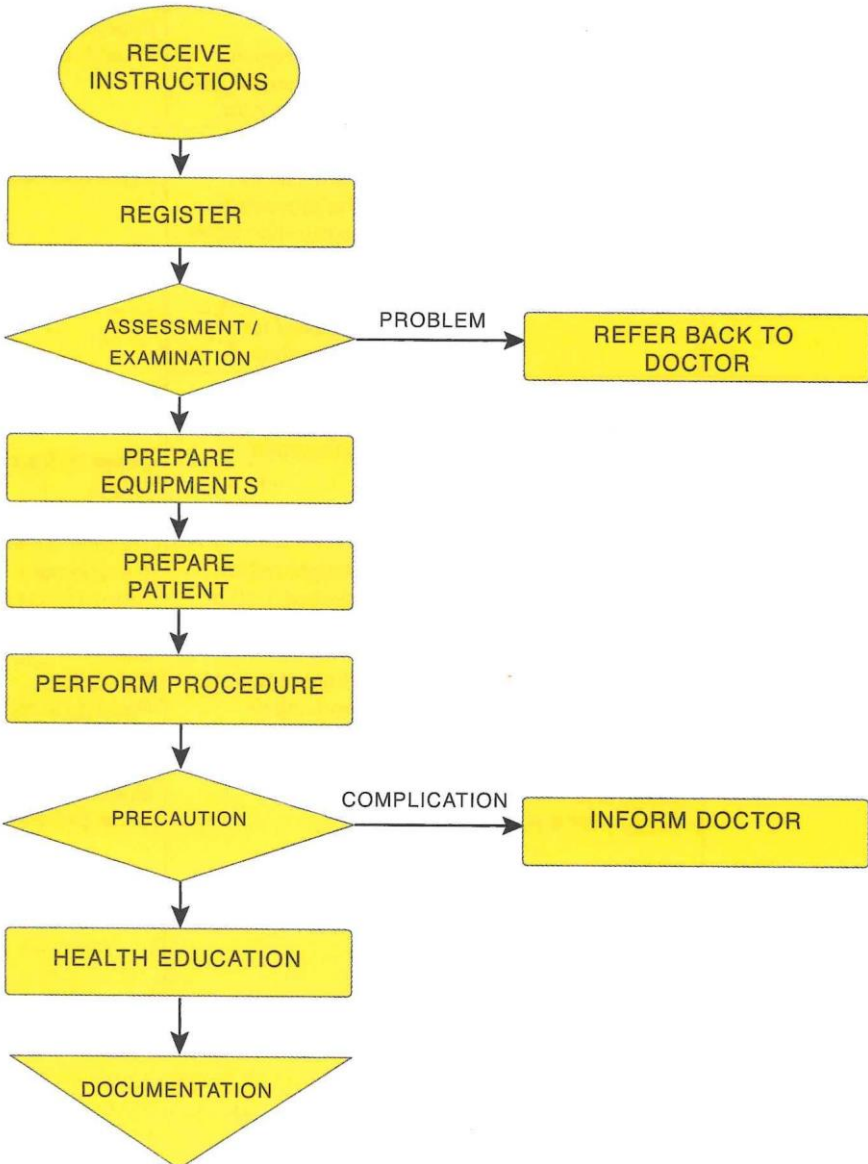 RECEIVE
INSTRUCTIONS
REGISTER
ASSESSMENT /
EXAMINATION
PROBLEM
REFER BACK TO
DOCTOR
PREPARE
EQUIPMENTS
PREPARE
PATIENT
PERFORM PROCEDURE
PRECAUTION
COMPLICATION
INFORM DOCTOR
HEALTH EDUCATION
DOCUMENTATION